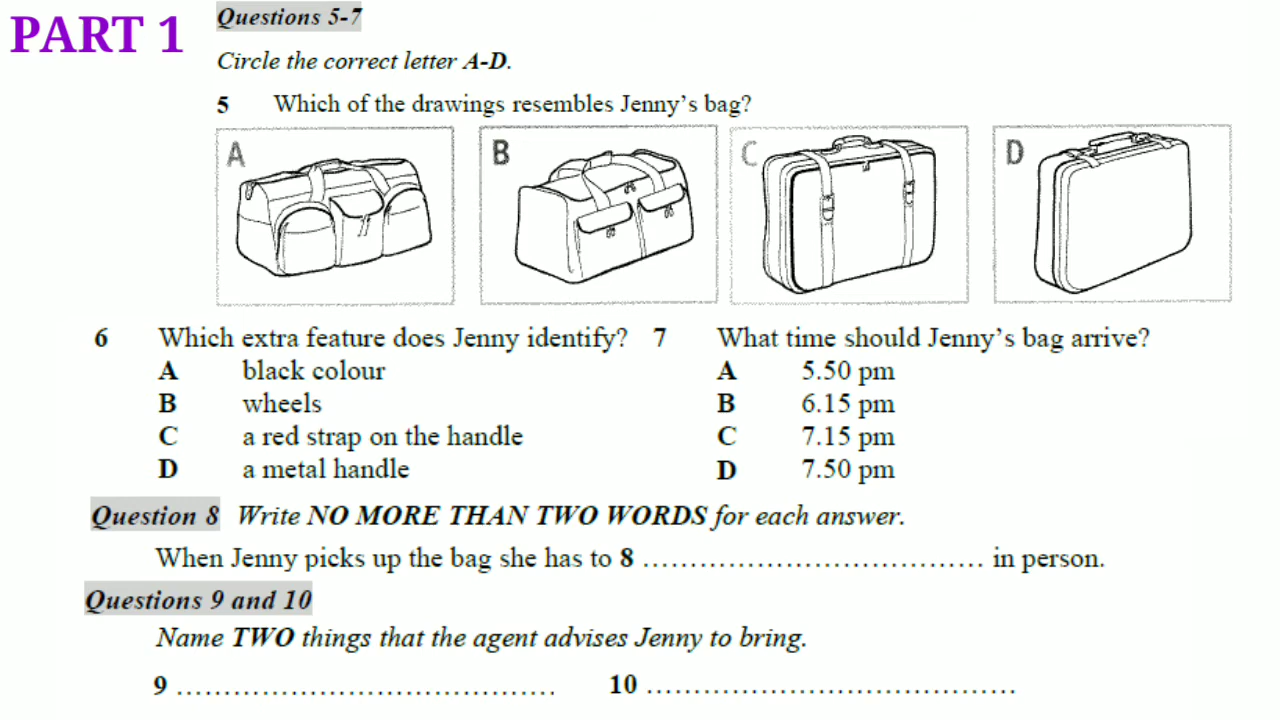 PART 1
Questions 5-7
Circle the correct letter A-D.
5 Which of the drawings resembles Jenny's bag?
A B C D
6 Which extra feature does Jenny identify? 7 What time should Jenny's bag arrive?
A black colour A 5.50 pm
B wheels B 6.15 pm
C a red strap on the handle C 7.15 pm
D a metal handle D 7.50 pm
Question 8 Write NO MORE THAN TWO WORDS for each answer.
When Jenny picks up the bag she has to 8 .................................... in person.
Questions 9 and 10
Name TWO things that the agent advises Jenny to bring.
9 ........................................ 10 .......................................